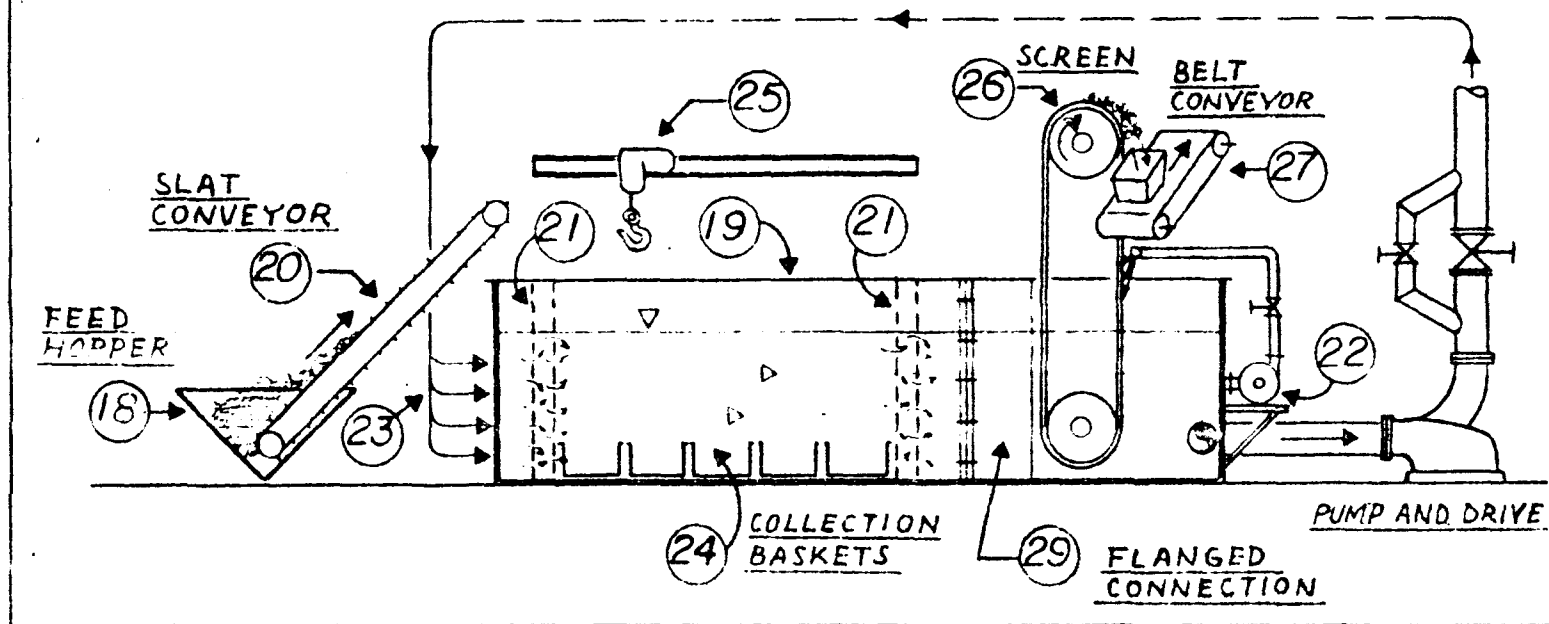 SCREEN
26
BELT
CONVEYOR
25
27
SLAT
CONVEYOR
21
19
21
20
FEED
HOPPER
22
18
23
24
COLLECTION
BASKETS
29
FLANGED
CONNECTION
PUMP AND DRIVE